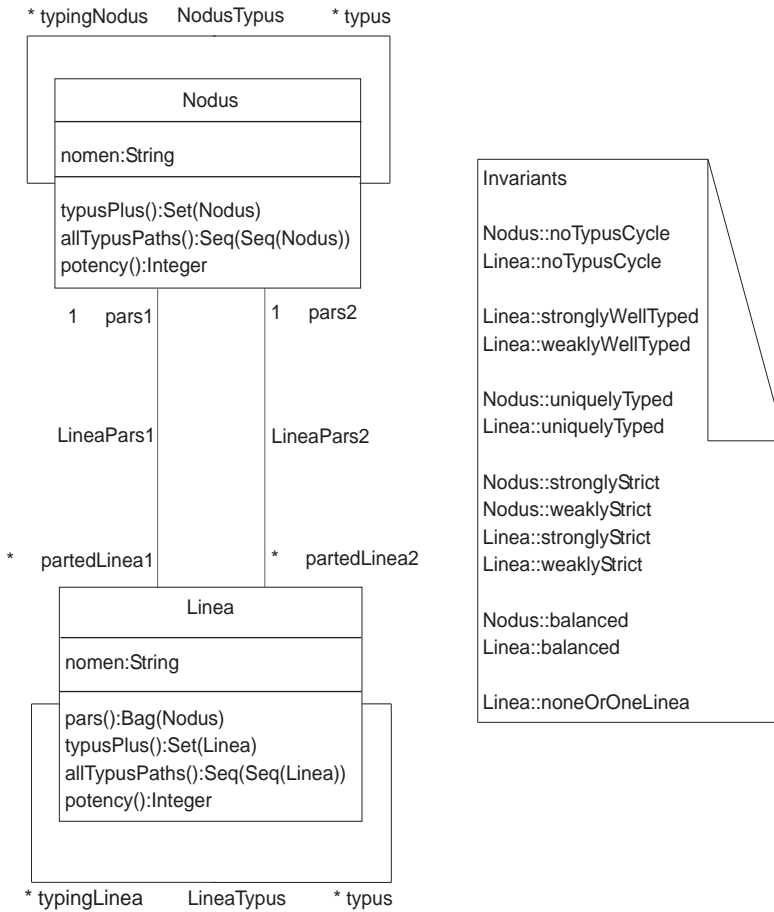 * typingNodus NodusTypus * typus
Nodus
nomen:String
typusPlus():Set(Nodus)
allTypusPaths():Seq(Seq(Nodus))
potency():Integer
1 pars1 1 pars2
LineaPars1 LineaPars2
* partedLinea1 * partedLinea2
Linea
nomen:String
pars():Bag(Nodus)
typusPlus():Set(Linea)
allTypusPaths():Seq(Seq(Linea))
potency():Integer
* typingLinea LineaTypus * typus
Invariants
Nodus::noTypusCycle
Linea::noTypusCycle
Linea::stronglyWellTyped
Linea::weaklyWellTyped
Nodus::uniquelyTyped
Linea::uniquelyTyped
Nodus::stronglyStrict
Nodus::weaklyStrict
Linea::stronglyStrict
Linea::weaklyStrict
Nodus::balanced
Linea::balanced
Linea::noneOrOneLinea